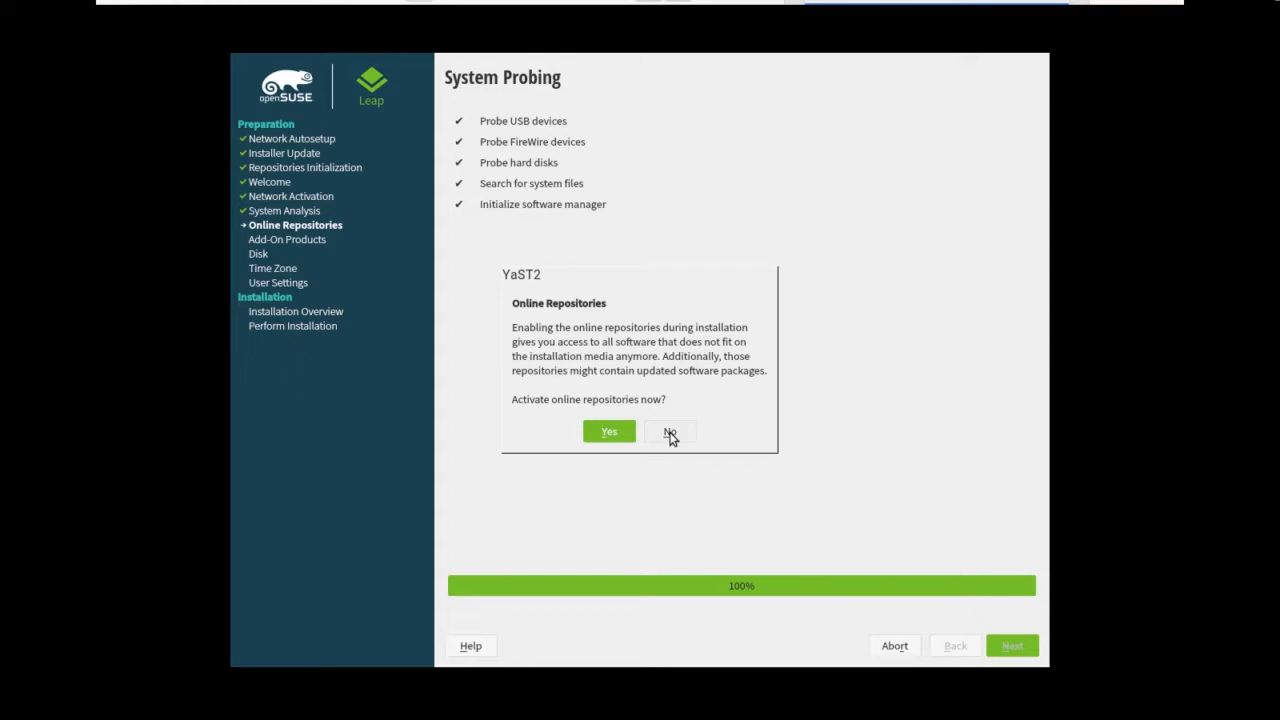 openSUSE
Leap
Preparation
Network Autosetup
Installer Update
Repositories Initialization
Welcome
Network Activation
System Analysis
Online Repositories
Add-On Products
Disk
Time Zone
User Settings
Installation
Installation Overview
Perform Installation
System Probing
Probe USB devices
Probe FireWire devices
Probe hard disks
Search for system files
Initialize software manager
YaST2
Online Repositories
Enabling the online repositories during installation
gives you access to all software that does not fit on
the installation media anymore. Additionally, those
repositories might contain updated software packages.
Activate online repositories now?
Yes
No
100%
Help
Abort
Back
Next